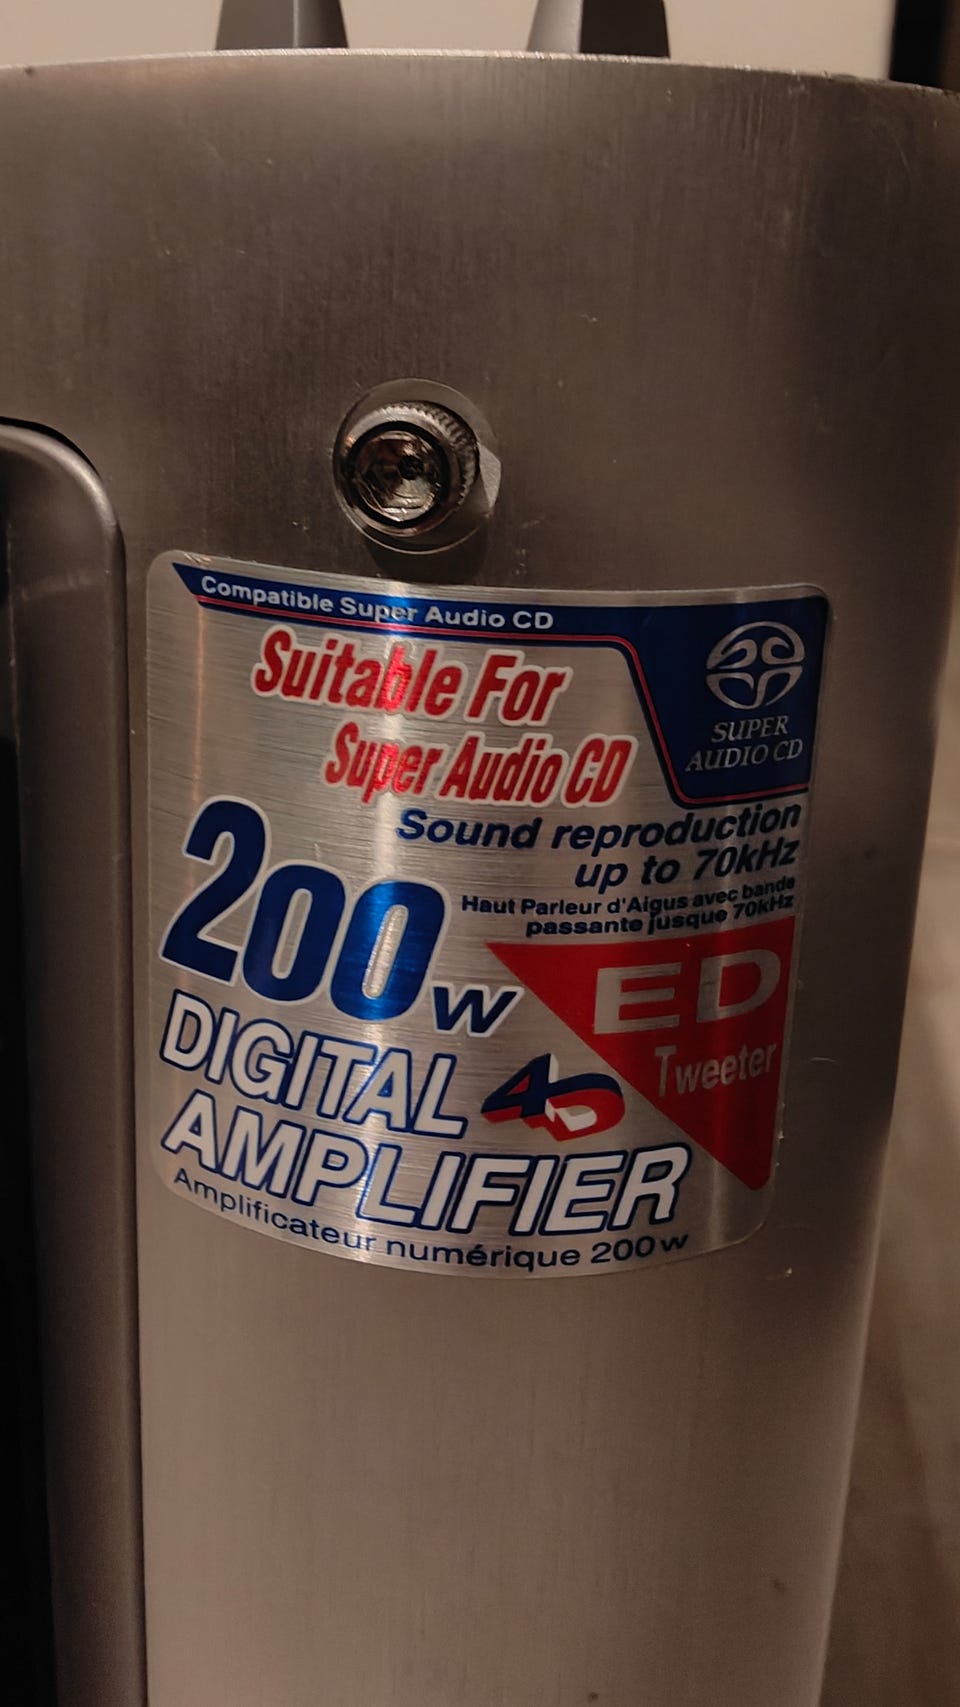 Compatible Super Audio CD
Suitable For
Super Audio CD
SUPER
AUDIO CD
Sound reproduction
up to 70kHz
Haut Parleur d'Aigus avec bande
passante jusque 70kHz
200w
ED
Tweeter
DIGITAL
AMPLIFIER
Amplificateur numérique 200w